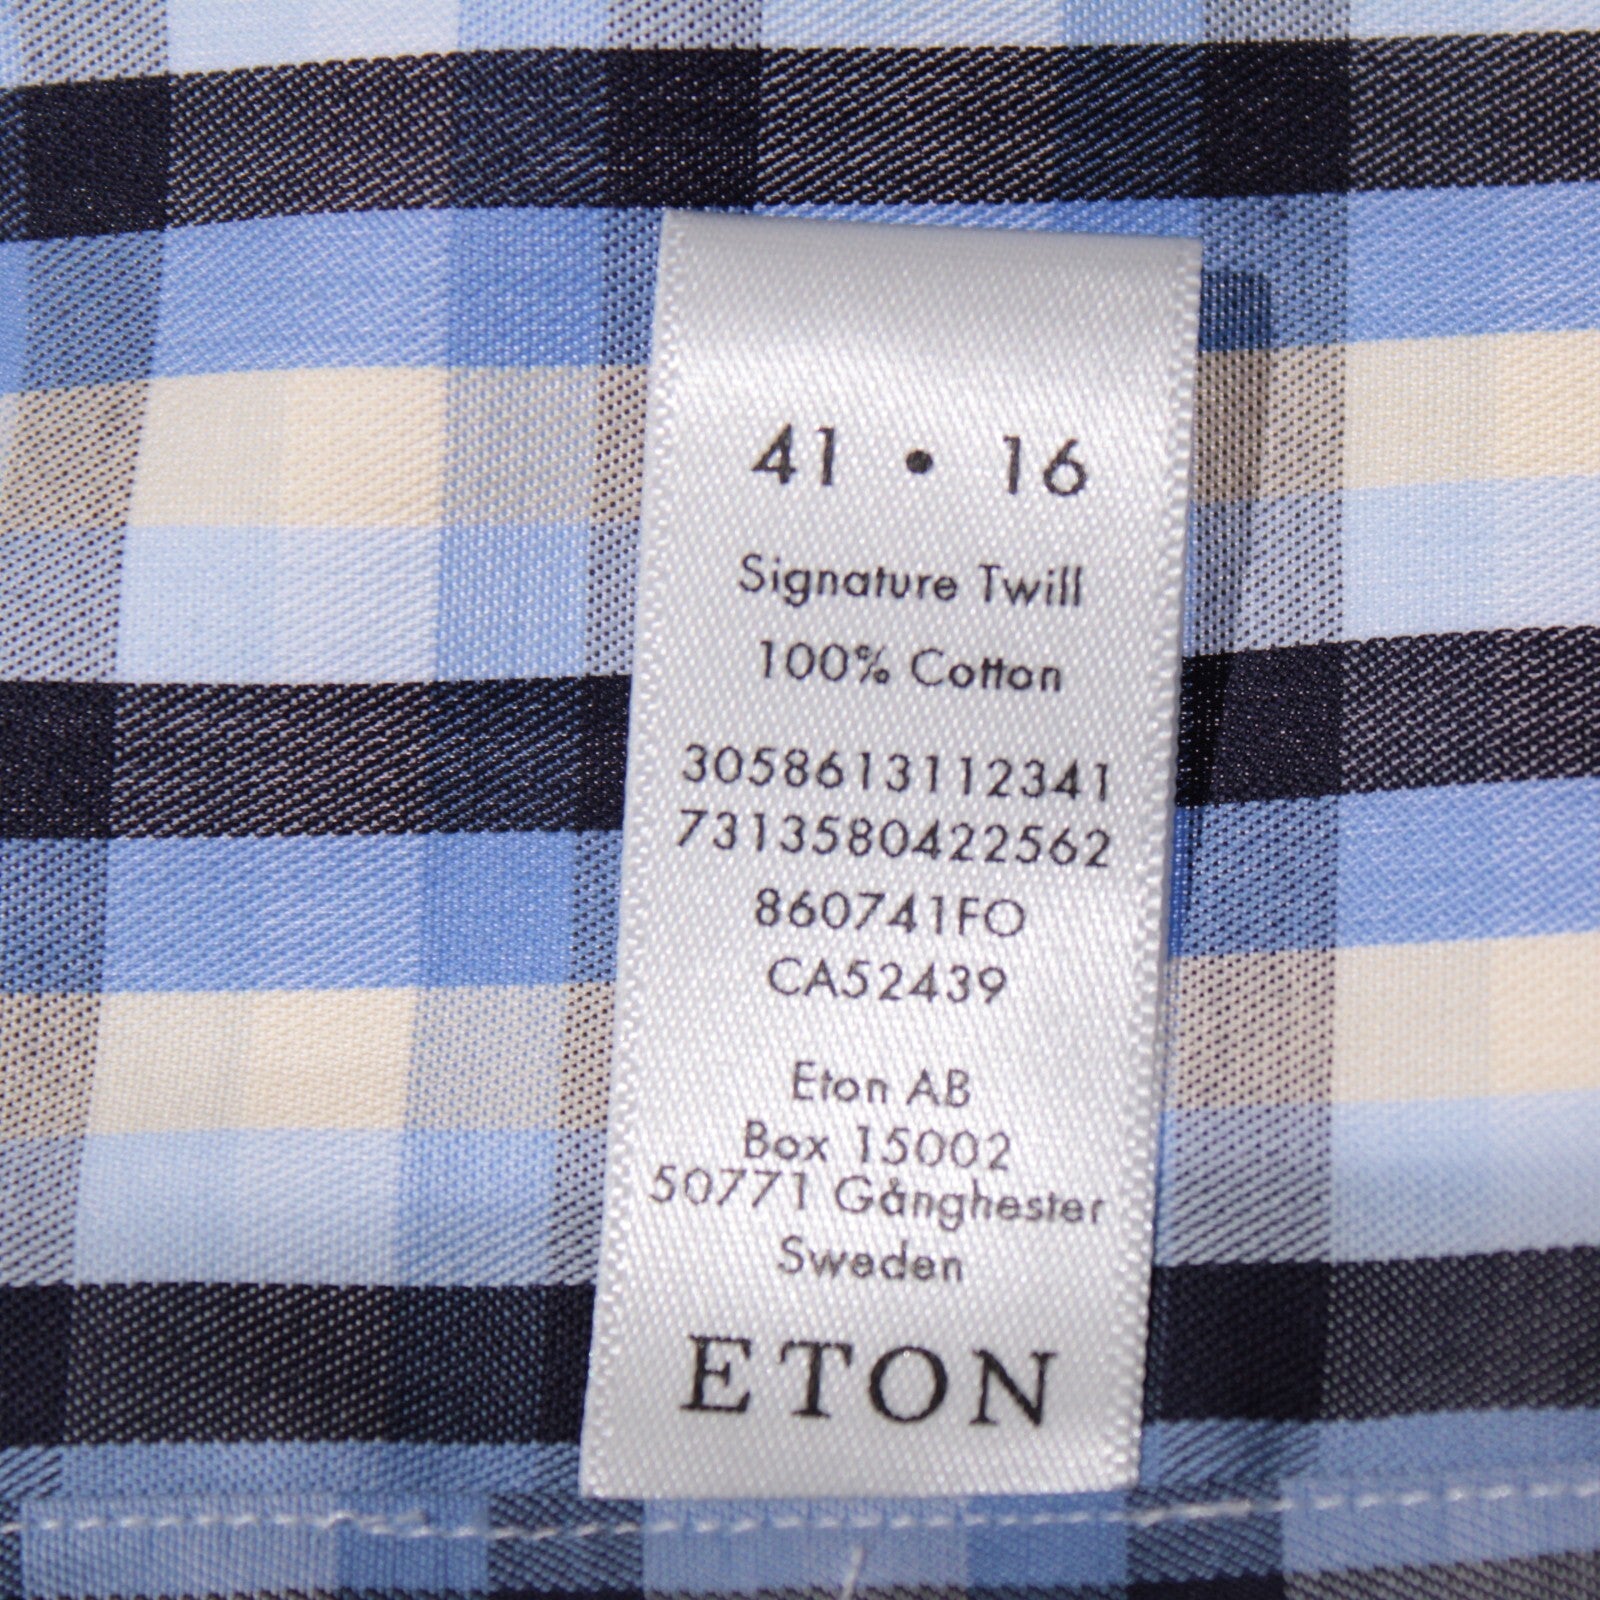 41 • 16
Signature Twill
100% Cotton
3058613112341
7313580422562
860741FO
CA52439
Eton AB
Box 15002
50771 Gånghester
Sweden
ETON